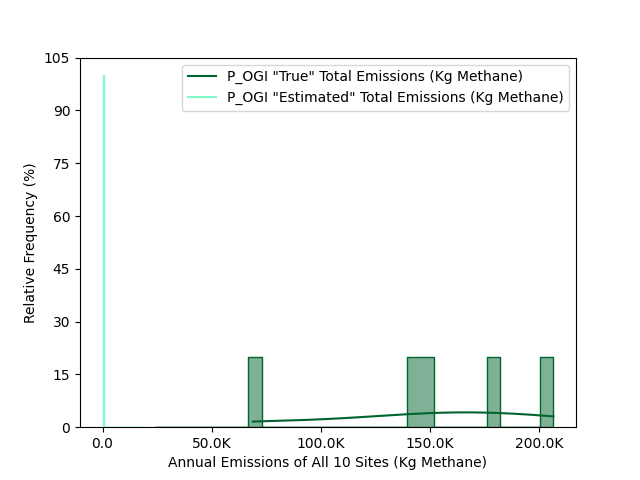 105
90
75
60
45
30
15
0
Relative Frequency (%)
P_OGI "True" Total Emissions (Kg Methane)
P_OGI "Estimated" Total Emissions (Kg Methane)
0.0 50.0K 100.0K 150.0K 200.0K
Annual Emissions of All 10 Sites (Kg Methane)